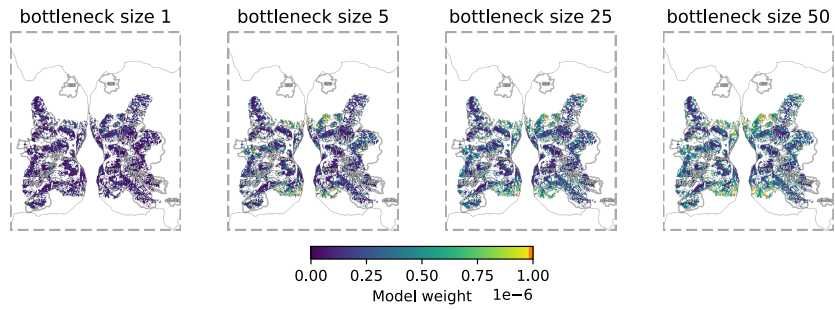 bottleneck size 1
bottleneck size 5
bottleneck size 25
bottleneck size 50
0.00 0.25 0.50 0.75 1.00
Model weight 1e−6